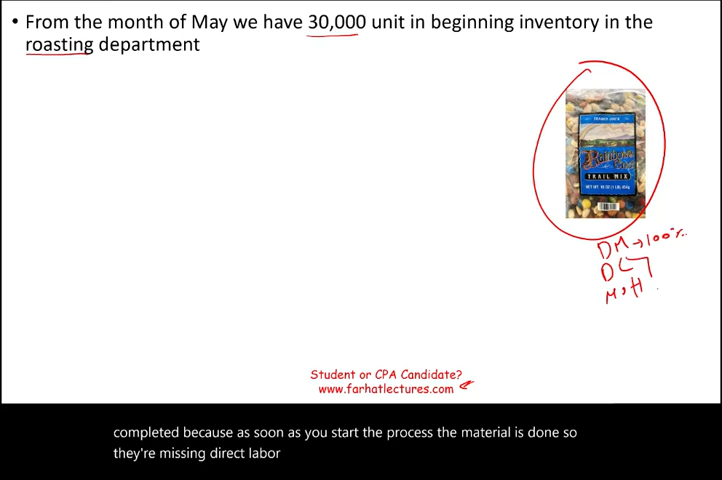 • From the month of May we have 30,000 unit in beginning inventory in the
roasting department
TRAIL MIX
DM → 100%
DL
MOH
Student or CPA Candidate?
www.farhatlectures.com
completed because as soon as you start the process the material is done so
they're missing direct labor